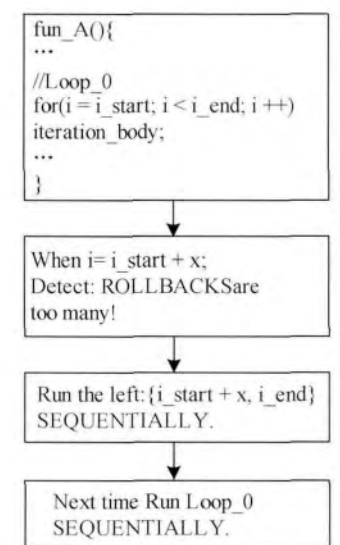 fun_A(){
...
//Loop_0
for(i = i_start; i < i_end; i ++)
iteration_body;
...
}
When i= i_start + x;
Detect: ROLLBACKSare
too many!
Run the left:{i_start + x, i_end}
SEQUENTIALLY.
Next time Run Loop_0
SEQUENTIALLY.